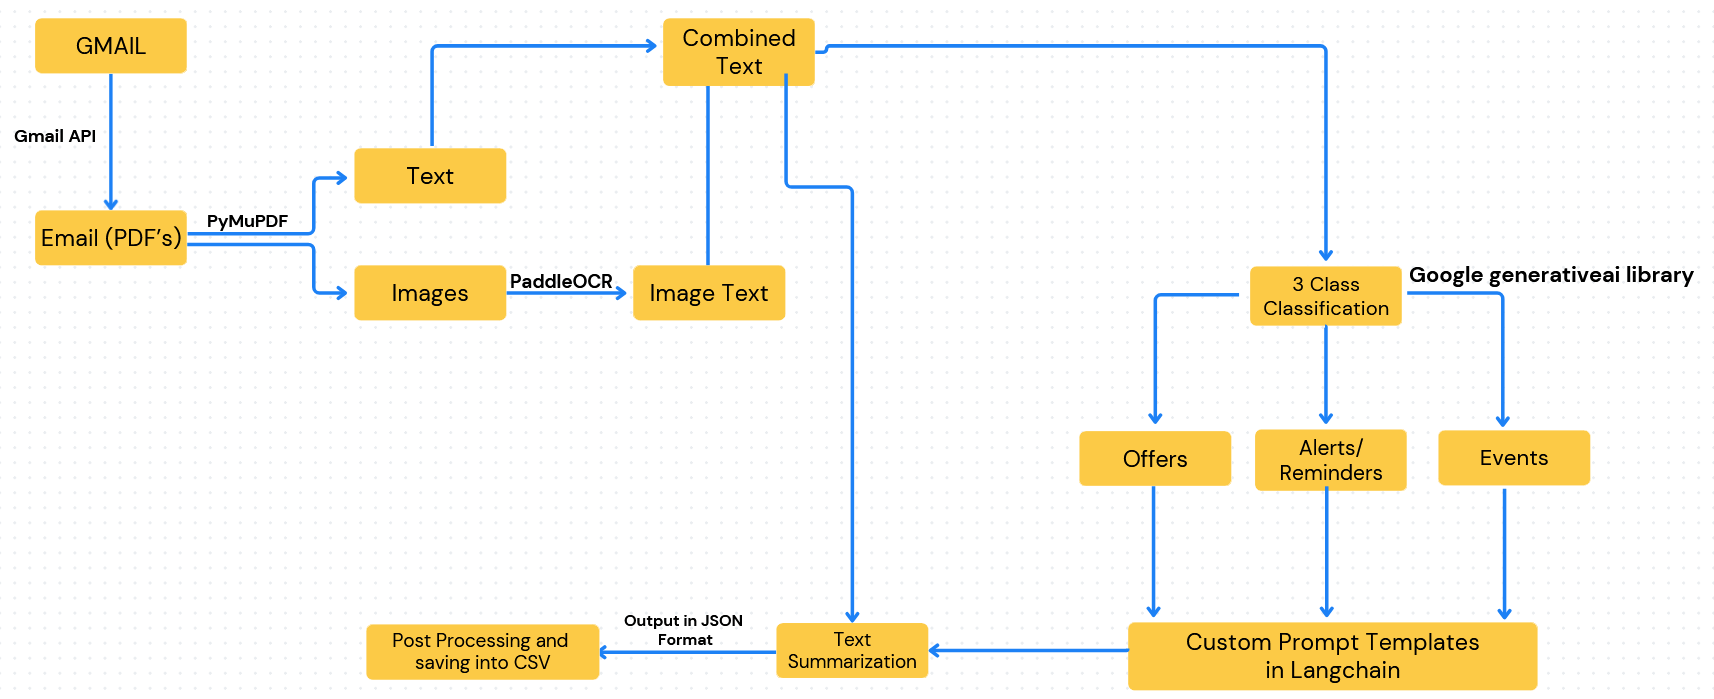 GMAIL
Combined
Text
Gmail API
Text
PyMuPDF
Email (PDF’s)
Images
PaddleOCR
Image Text
3 Class
Classification
Google generativeai library
Offers
Alerts/
Reminders
Events
Output in JSON
Format
Post Processing and
saving into CSV
Text
Summarization
Custom Prompt Templates
in Langchain